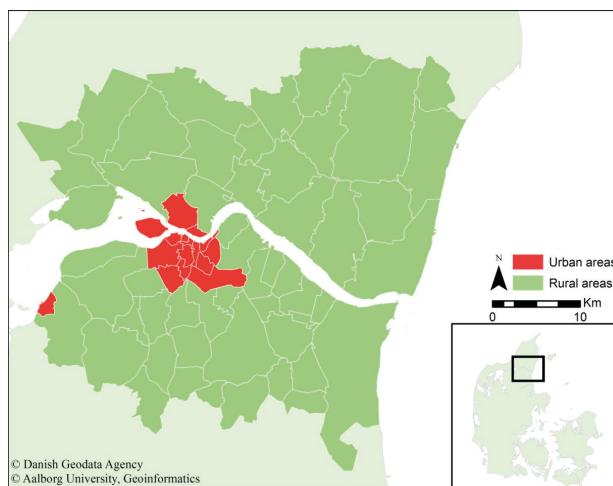 N
Urban areas
Rural areas
Km
0
10
© Danish Geodata Agency
© Aalborg University, Geoinformatics